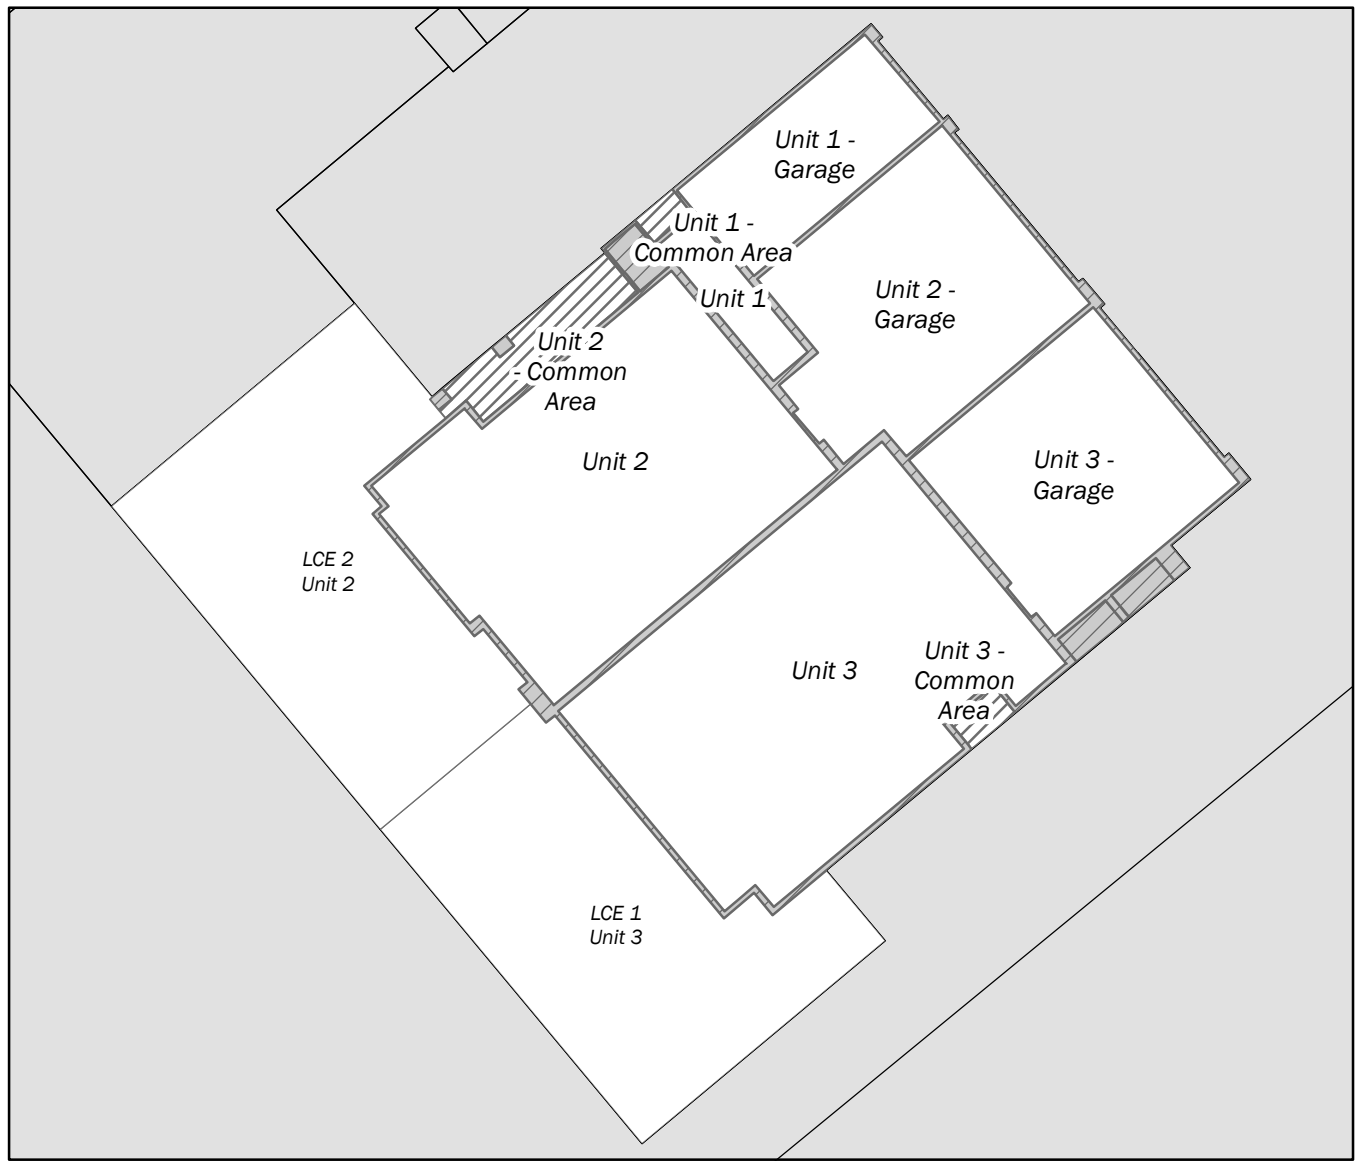 Unit 1 -
Garage
Unit 1 -
Common Area
Unit 1
Unit 2 -
Garage
Unit 2
- Common
Area
Unit 2
Unit 3 -
Garage
LCE 2
Unit 2
Unit 3
Unit 3 -
Common
Area
LCE 1
Unit 3